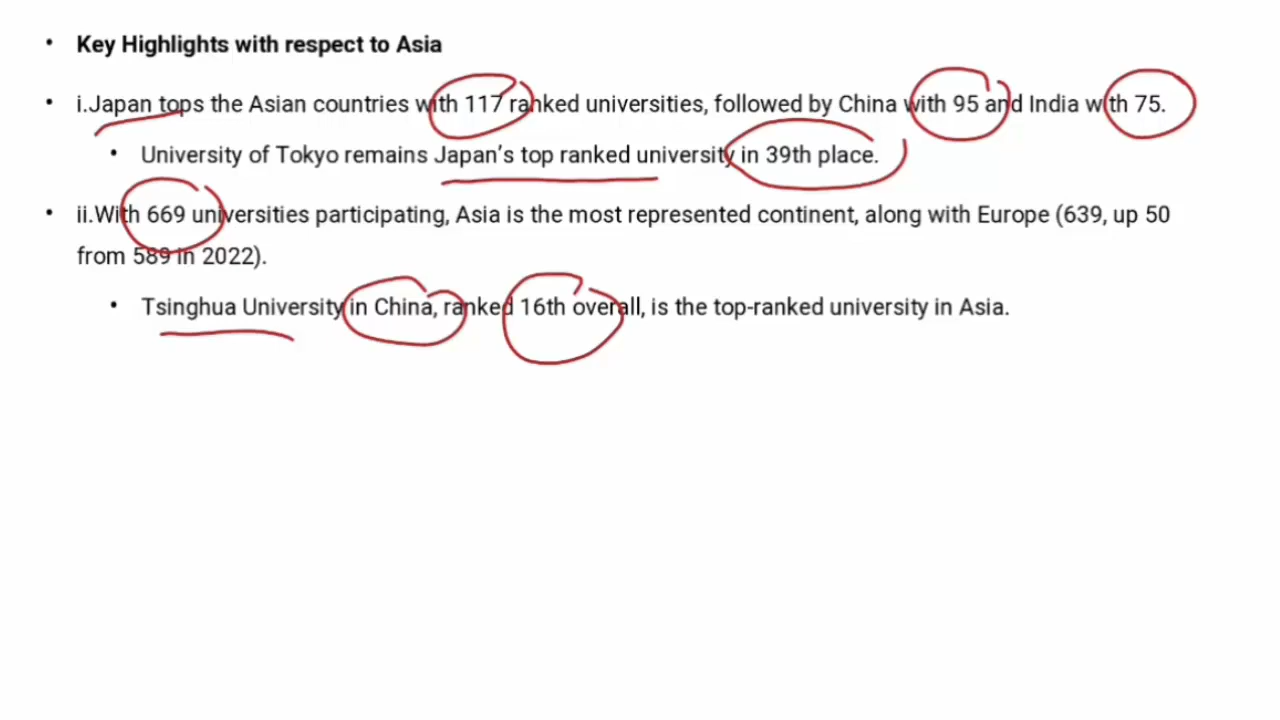 • Key Highlights with respect to Asia
• i.Japan tops the Asian countries with 117 ranked universities, followed by China with 95 and India with 75.
• University of Tokyo remains Japan's top ranked university in 39th place.
• ii.With 669 universities participating, Asia is the most represented continent, along with Europe (639, up 50
from 589 in 2022).
• Tsinghua University in China, ranked 16th overall, is the top-ranked university in Asia.